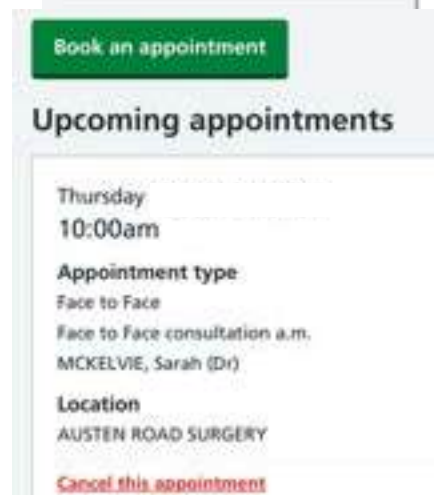 Book an appointment
Upcoming appointments
Thursday
10:00am
Appointment type
Face to Face
Face to Face consultation a.m.
MCKELVIE, Sarah (Dr)
Location
AUSTEN ROAD SURGERY
Cancel this appointment